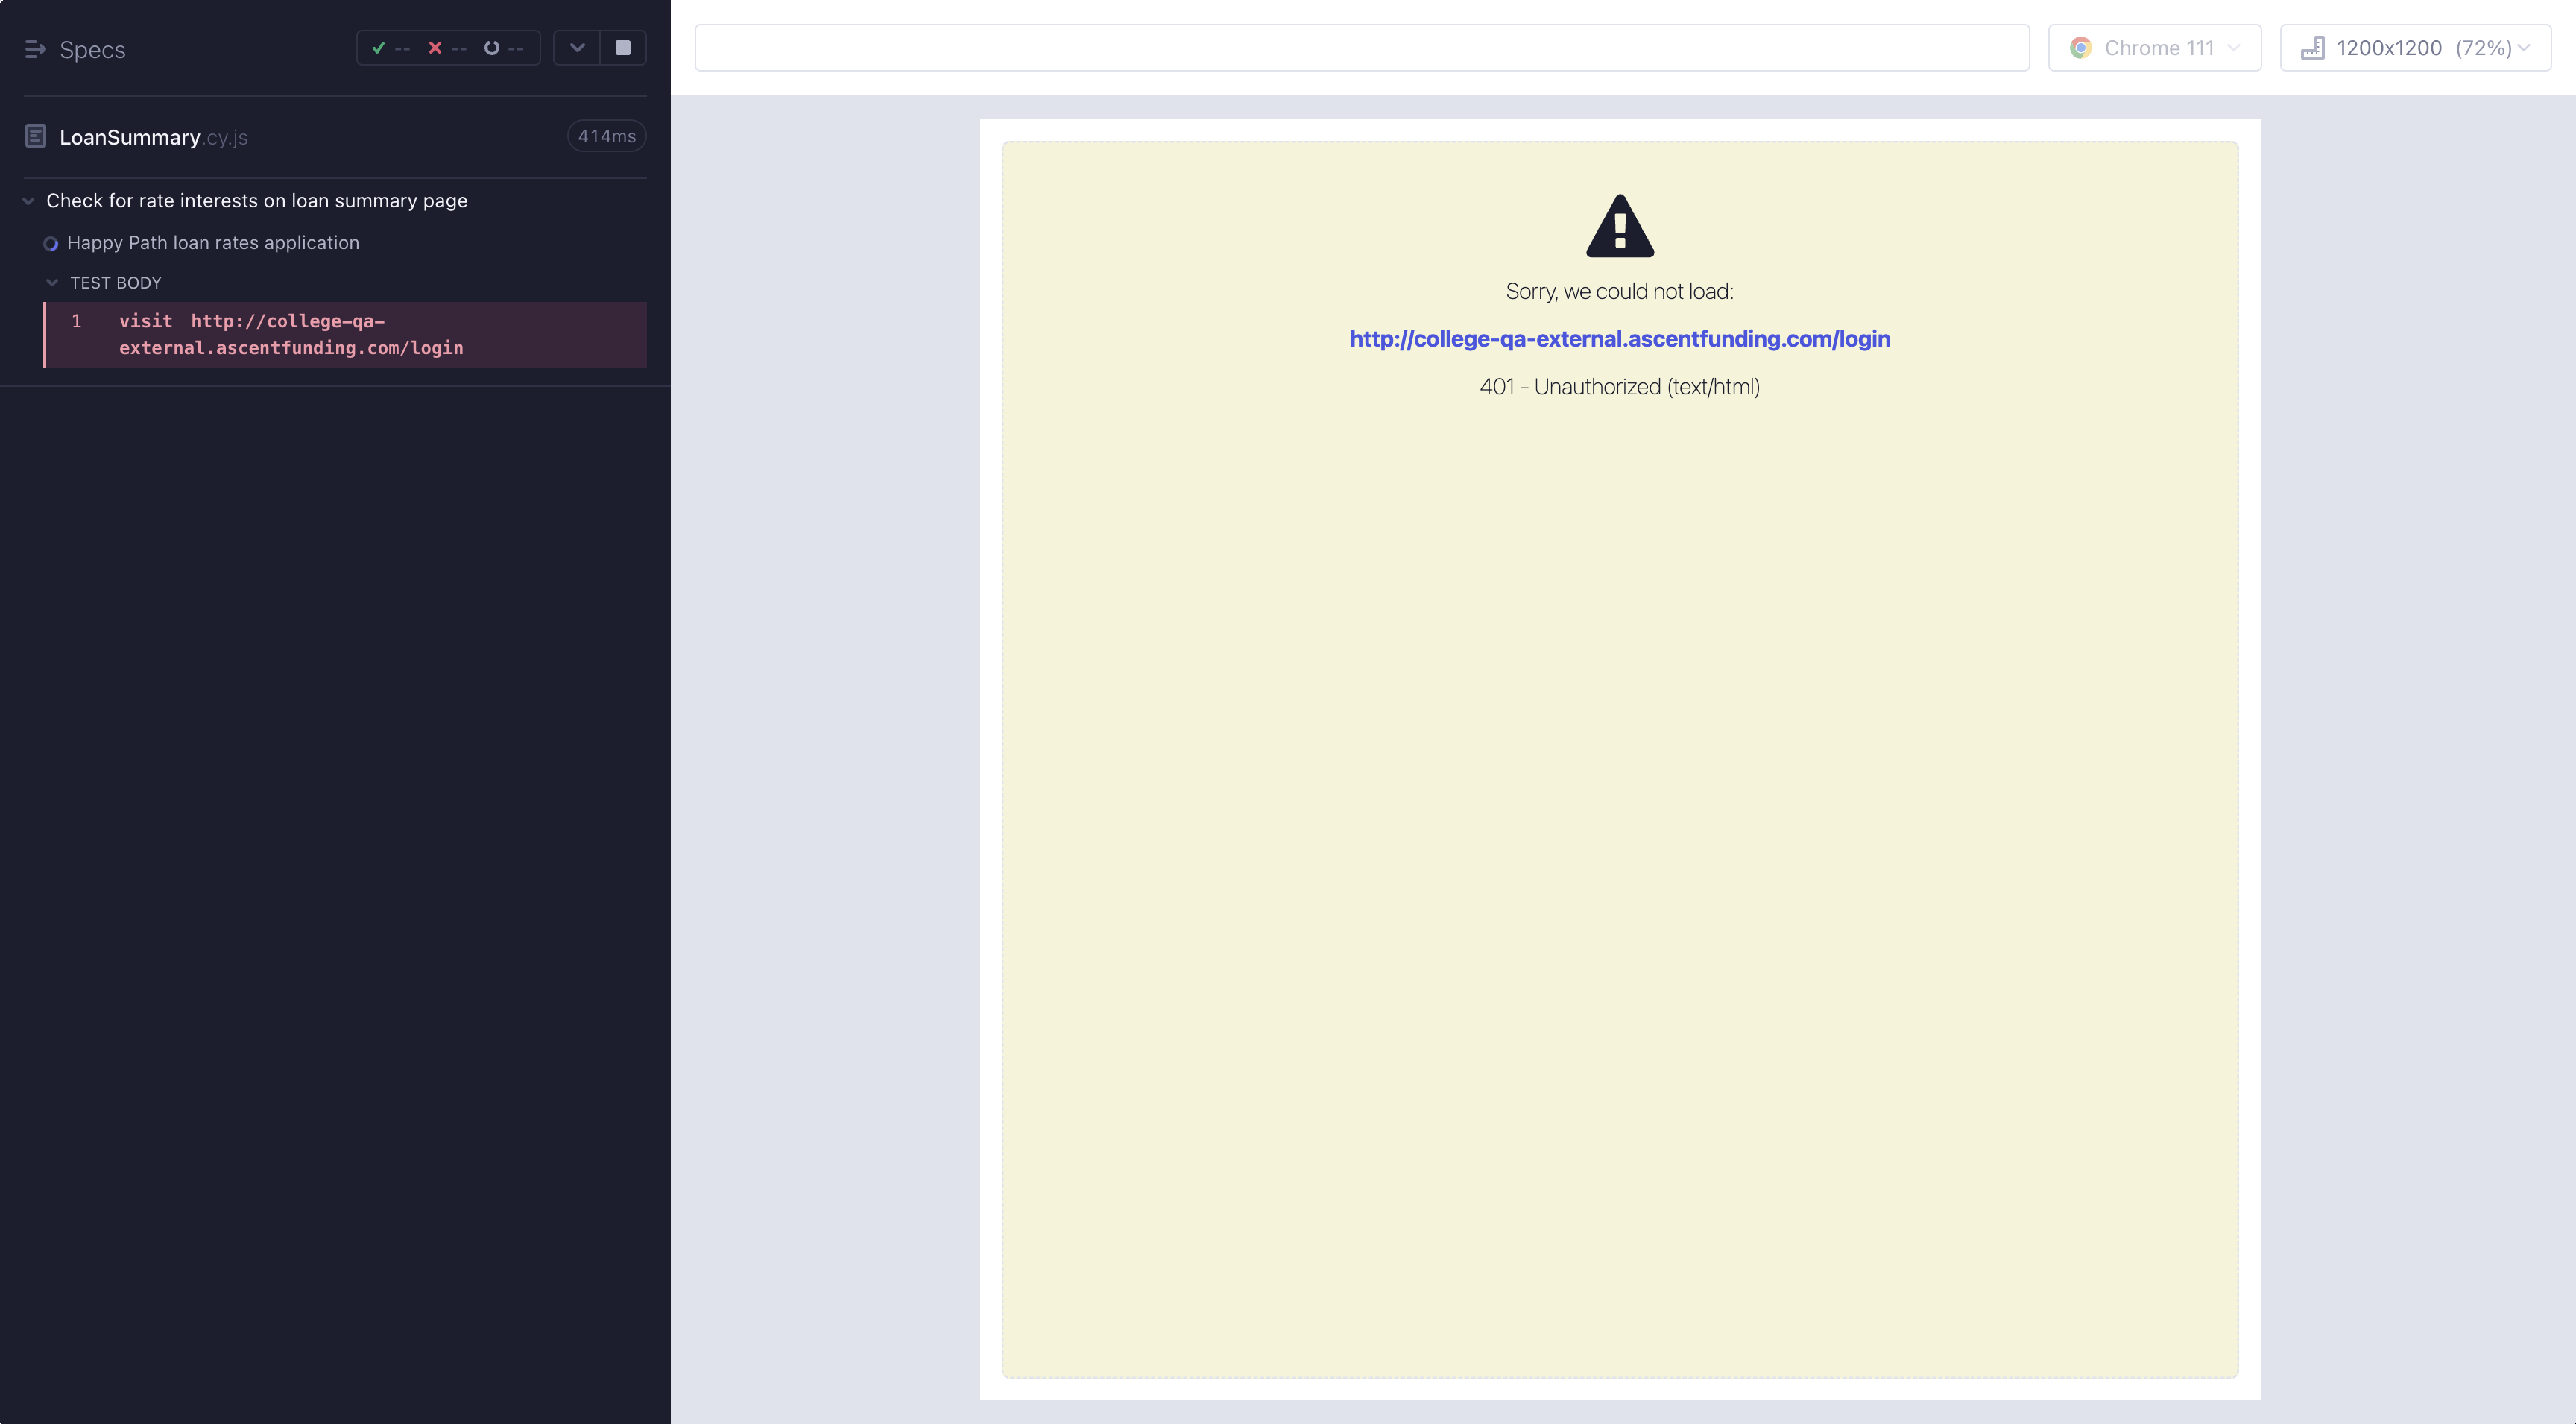 Specs
-- -- --
LoanSummary.cy.js 414ms
Check for rate interests on loan summary page
Happy Path loan rates application
TEST BODY
1 visit http://college-qa-
external.ascentfunding.com/login
Chrome 111
1200x1200 (72%)
Sorry, we could not load:
http://college-qa-external.ascentfunding.com/login
401 - Unauthorized (text/html)